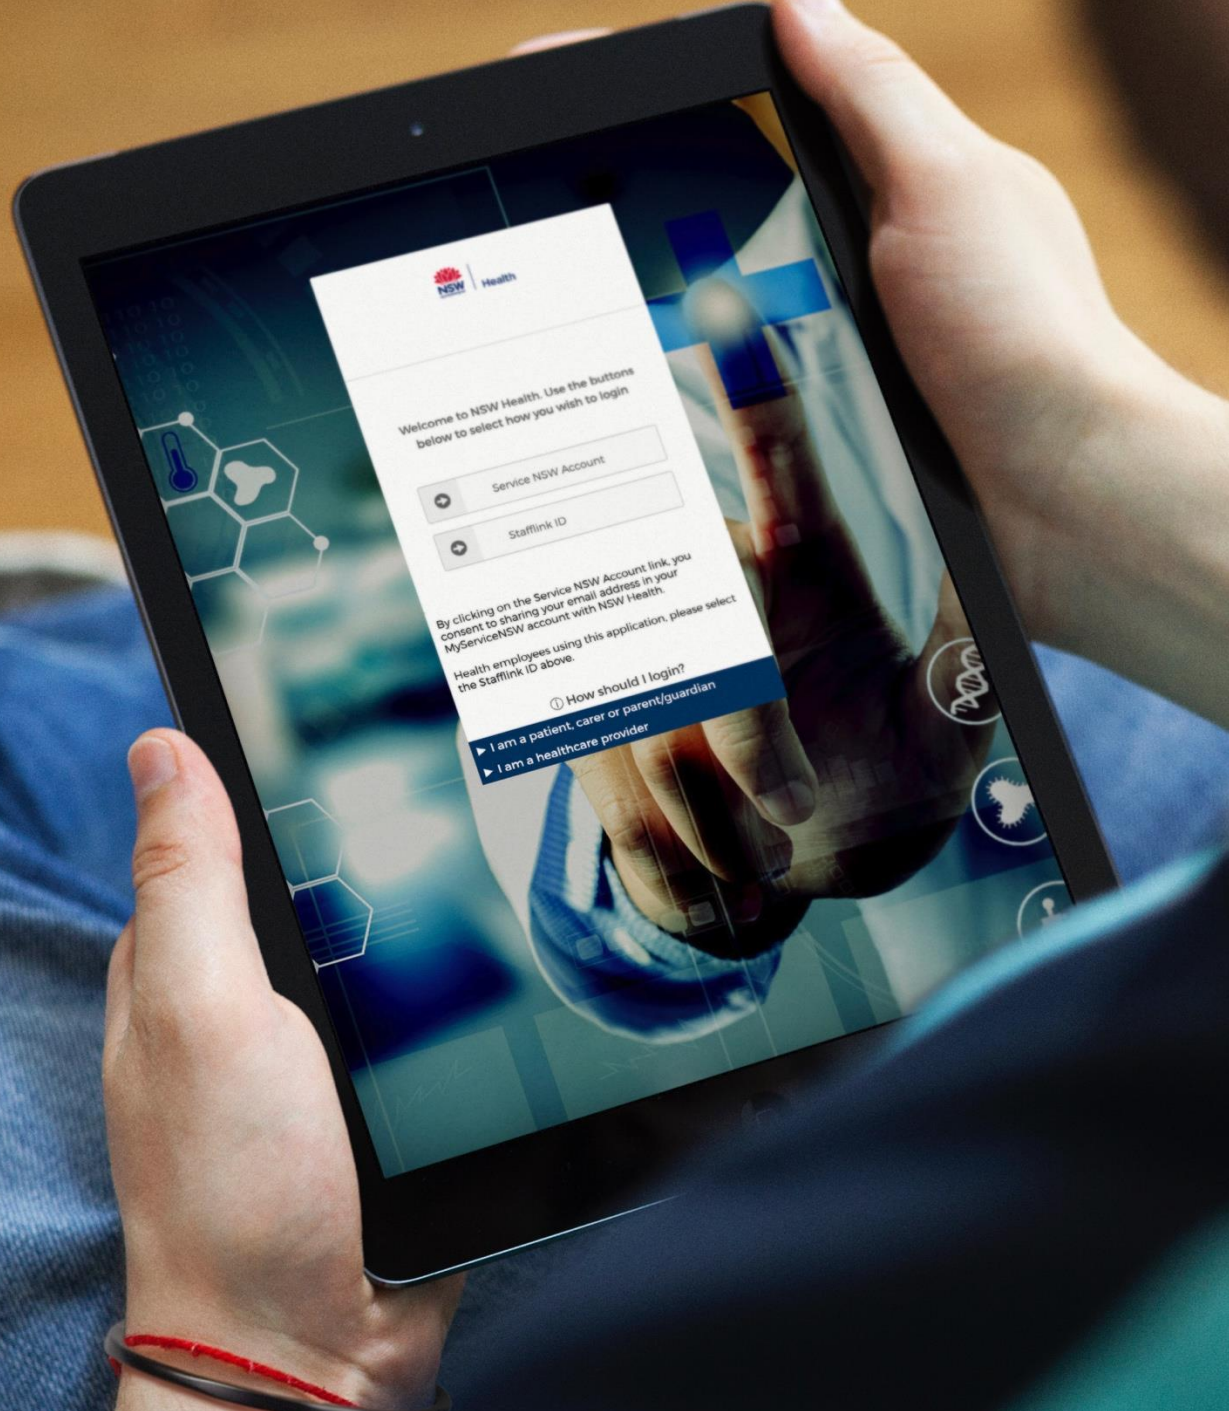 NSW
Health
Welcome to NSW Health. Use the buttons
below to select how you wish to login
Service NSW Account
Stafflink ID
By clicking on the Service NSW Account link, you
consent to sharing your email address in your
MyServiceNSW account with NSW Health.
Health employees using this application, please select
the Stafflink ID above.
How should I login?
I am a patient, carer or parent/guardian
I am a healthcare provider